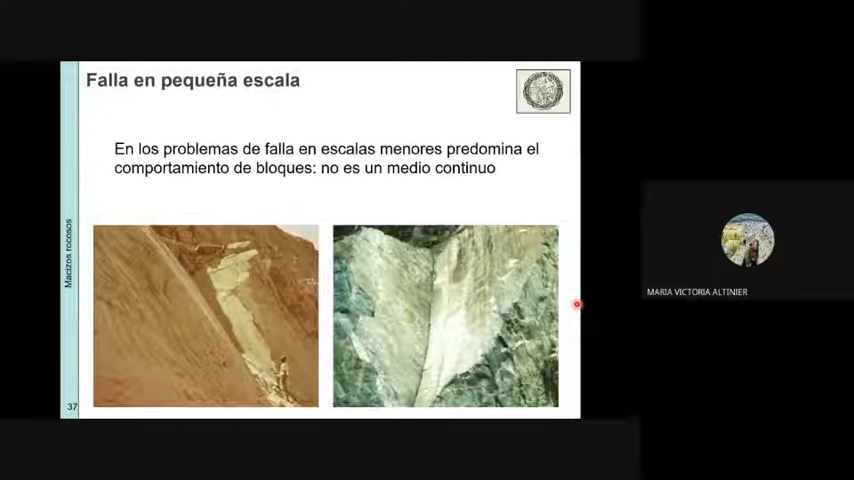 Falla en pequeña escala
En los problemas de falla en escalas menores predomina el
comportamiento de bloques: no es un medio continuo
Macizos rocosos
37
MARIA VICTORIA ALTINIER